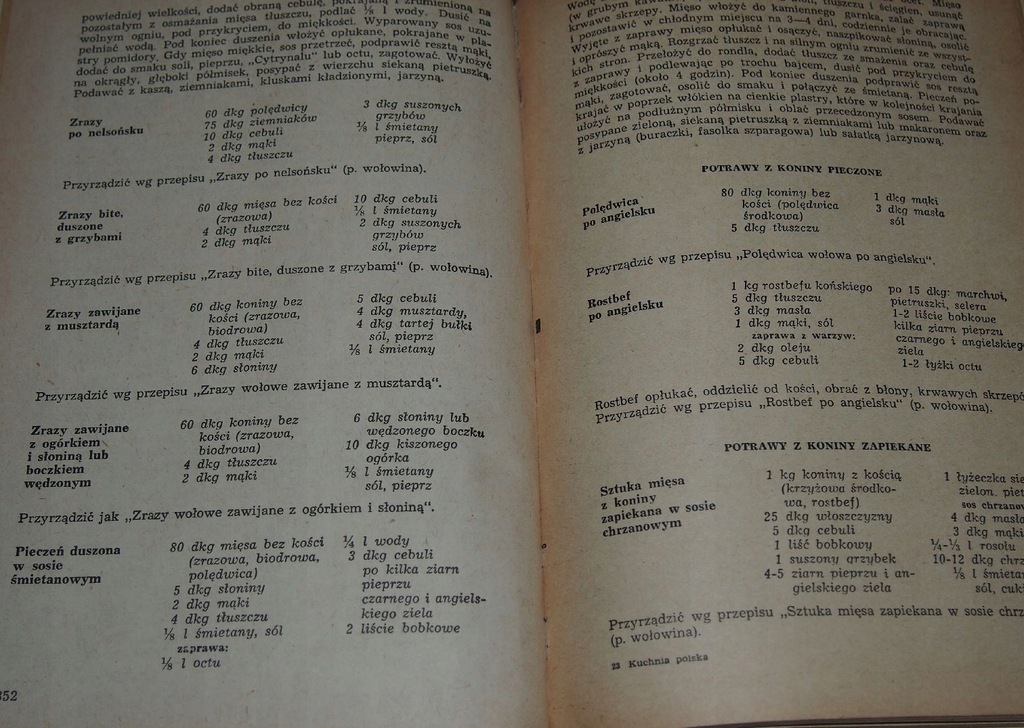 powiedniej wielkości, dodać obraną cebulę, pokrajaną i zrumienioną na
pozostałym z osmażania mięsa tłuszczu, podlać ⅛ l wody. Dusić na
wolnym ogniu, pod przykryciem, do miękkości. Wyparowany sos uzu-
pełniać wodą. Pod koniec duszenia włożyć opłukane, pokrajane w pla-
stry pomidory. Gdy mięso miękkie, sos przetrzeć, podprawić resztą mąki,
dodać do smaku soli, pieprzu, „Cytrynalu" lub octu, zagotować. Wyłożyć
na okrągły, głęboki półmisek, posypać z wierzchu siekaną pietruszką.
Podawać z kaszą, ziemniakami, kluskami kładzionymi, jarzyną.
Zrazy
po nelsońsku
60 dkg polędwicy
75 dkg ziemniaków
10 dkg cebuli
2 dkg mąki
4 dkg tłuszczu
3 dkg suszonych
grzybów
⅛ l śmietany
pieprz, sól
Przyrządzić wg przepisu „Zrazy po nelsońsku" (p. wołowina).
Zrazy bite,
duszone
z grzybami
60 dkg mięsa bez kości
(zrazowa)
4 dkg tłuszczu
2 dkg mąki
10 dkg cebuli
⅛ l śmietany
2 dkg suszonych
grzybów
sól, pieprz
Przyrządzić wg przepisu „Zrazy bite, duszone z grzybami" (p. wołowina).
Zrazy zawijane
z musztardą
60 dkg koniny bez
kości (zrazowa,
biodrowa)
4 dkg tłuszczu
2 dkg mąki
6 dkg słoniny
5 dkg cebuli
4 dkg musztardy,
4 dkg tartej bułki
sól, pieprz
⅛ l śmietany
Przyrządzić wg przepisu „Zrazy wołowe zawijane z musztardą".
Zrazy zawijane
z ogórkiem
i słoniną lub
boczkiem
wędzonym
60 dkg koniny bez
kości (zrazowa,
biodrowa)
4 dkg tłuszczu
2 dkg mąki
6 dkg słoniny lub
wędzonego boczku
10 dkg kiszonego
ogórka
⅛ l śmietany
sól, pieprz
Przyrządzić jak „Zrazy wołowe zawijane z ogórkiem i słoniną".
Pieczeń duszona
w sosie
śmietanowym
80 dkg mięsa bez kości
(zrazowa, biodrowa,
polędwica)
5 dkg słoniny
2 dkg mąki
4 dkg tłuszczu
⅛ l śmietany, sól
zaprawa:
⅛ l octu
¼ l wody
3 dkg cebuli
po kilka ziarn
pieprzu
czarnego i angiels-
kiego ziela
2 liście bobkowe
352
krwawe skrzepy. Mięso włożyć do kamiennego garnka, zalać zaprawą
i pozostawić w chłodnym miejscu na 3—4 dni, codziennie je obracając.
Wyjęte z zaprawy mięso opłukać i osączyć, naszpikować słoniną, osolić
i oprószyć mąką. Rozgrzać tłuszcz i na silnym ogniu zrumienić ze wszyst-
kich stron. Przełożyć do rondla, dodać tłuszcz ze smażenia oraz cebulę
z zaprawy i podlewając po trochu bajcem, dusić pod przykryciem do
miękkości (około 4 godzin). Pod koniec duszenia podprawić sos resztą
mąki, zagotować, osolić do smaku i połączyć ze śmietaną. Pieczeń po-
krajać w poprzek włókien na cienkie plastry, które w kolejności krajania
ułożyć na podłużnym półmisku i oblać przecedzonym sosem. Podawać
posypane zieloną, siekaną pietruszką z ziemniakami lub makaronem oraz
z jarzyną (buraczki, fasolka szparagowa) lub sałatką jarzynową.
POTRAWY Z KONINY PIECZONE
Polędwica
po angielsku
80 dkg koniny bez
kości (polędwica
środkowa)
5 dkg tłuszczu
1 dkg mąki
3 dkg masła
sól
Przyrządzić wg przepisu „Polędwica wołowa po angielsku".
Rostbef
po angielsku
1 kg rostbefu końskiego
5 dkg tłuszczu
3 dkg masła
1 dkg mąki, sól
zaprawa z warzyw:
2 dkg oleju
5 dkg cebuli
po 15 dkg: marchwi,
pietruszki, selera
1-2 liście bobkowe
kilka ziarn pieprzu
czarnego i angielskieg
ziela
1-2 łyżki octu
Rostbef opłukać, oddzielić od kości, obrać z błony, krwawych skrzepó
Przyrządzić wg przepisu „Rostbef po angielsku" (p. wołowina).
POTRAWY Z KONINY ZAPIEKANE
Sztuka mięsa
z koniny
zapiekana w sosie
chrzanowym
1 kg koniny z kością
(krzyżowa środko-
wa, rostbef)
25 dkg włoszczyzny
5 dkg cebuli
1 liść bobkowy
1 suszony grzybek
4-5 ziarn pieprzu i an-
gielskiego ziela
1 łyżeczka sie
zielon. piet
sos chrzanow
4 dkg masła
3 dkg mąki
¼-⅓ l rosołu
10-12 dkg chrz
⅛ l śmietan
sól, cuk
Przyrządzić wg przepisu „Sztuka mięsa zapiekana w sosie chrz
(p. wołowina).
23 Kuchnia polska